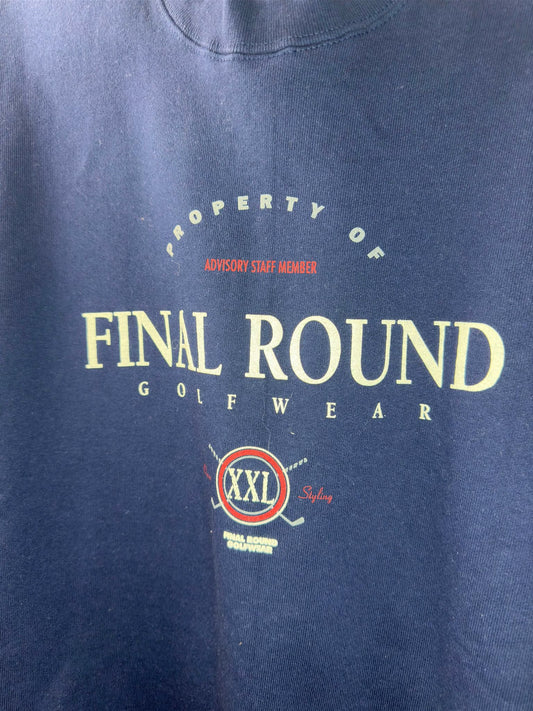 PROPERTY OF
ADVISORY STAFF MEMBER
FINAL ROUND
GOLFWEAR
XXL
Styling
FINAL ROUND
GOLFWEAR